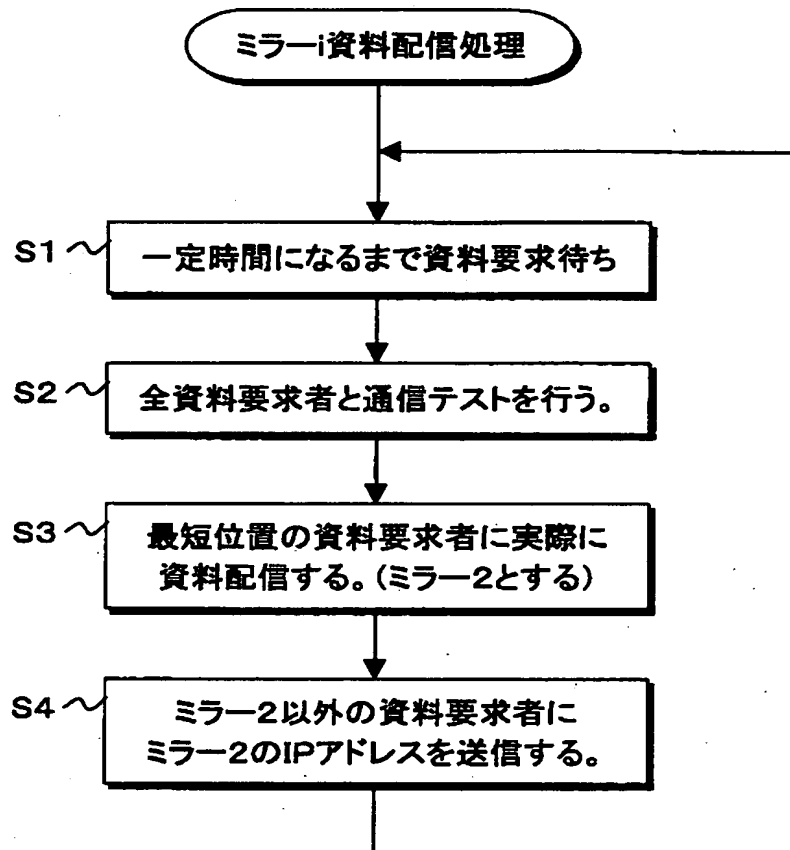 ミラーi資料配信処理
S1
一定時間になるまで資料要求待ち
S2
全資料要求者と通信テストを行う。
S3
最短位置の資料要求者に実際に
資料配信する。(ミラー2とする)
S4
ミラー2以外の資料要求者に
ミラー2のIPアドレスを送信する。